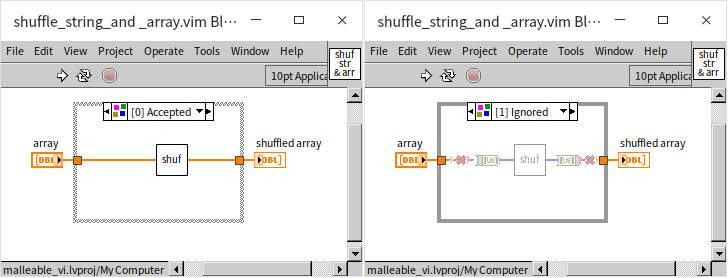 shuffle_string_and _array.vim Bl...
File Edit View Project Operate Tools Window Help
shuf
str
& arr
10pt Applica
[0] Accepted
array
shuffled array
DBL
shuf
DBL
malleable_vi.lvproj/My Computer
shuffle_string_and _array.vim Bl...
File Edit View Project Operate Tools Window Help
shuf
str
& arr
10pt Applica
[1] Ignored
array
shuffled array
DBL
[U8]
shuf
[U8]
DBL
malleable_vi.lvproj/My Computer